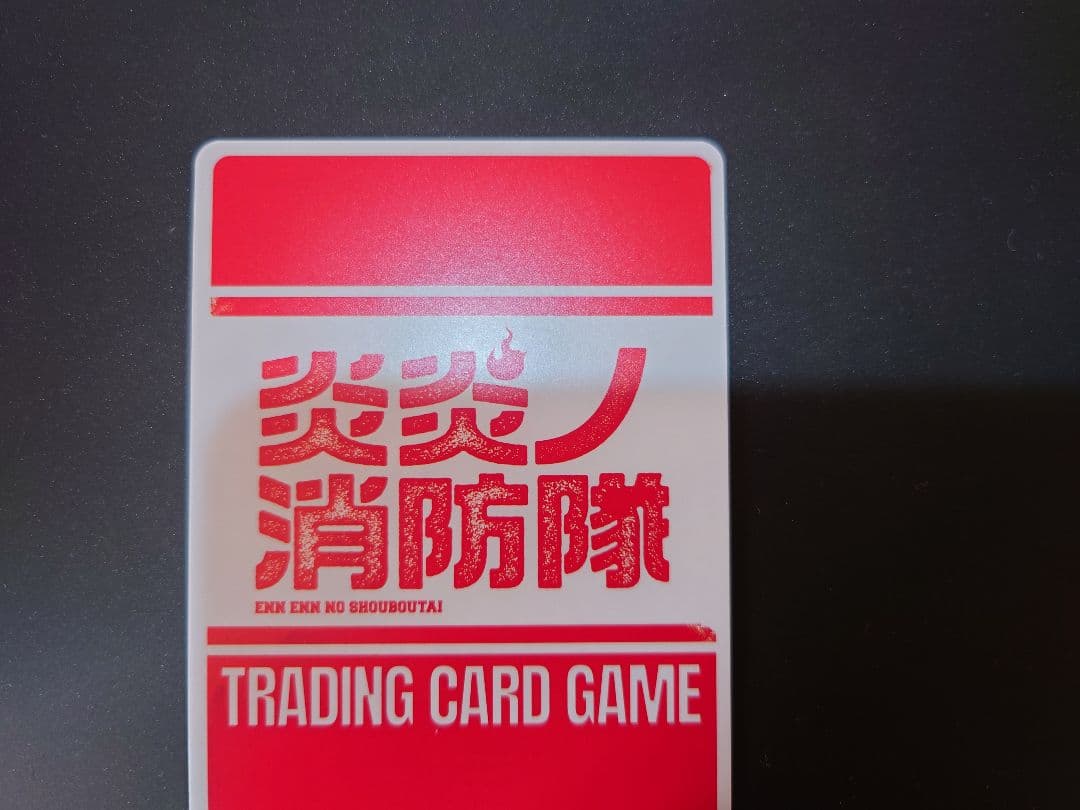 炎炎ノ
消防隊
ENN ENN NO SHOUBOUTAI
TRADING CARD GAME